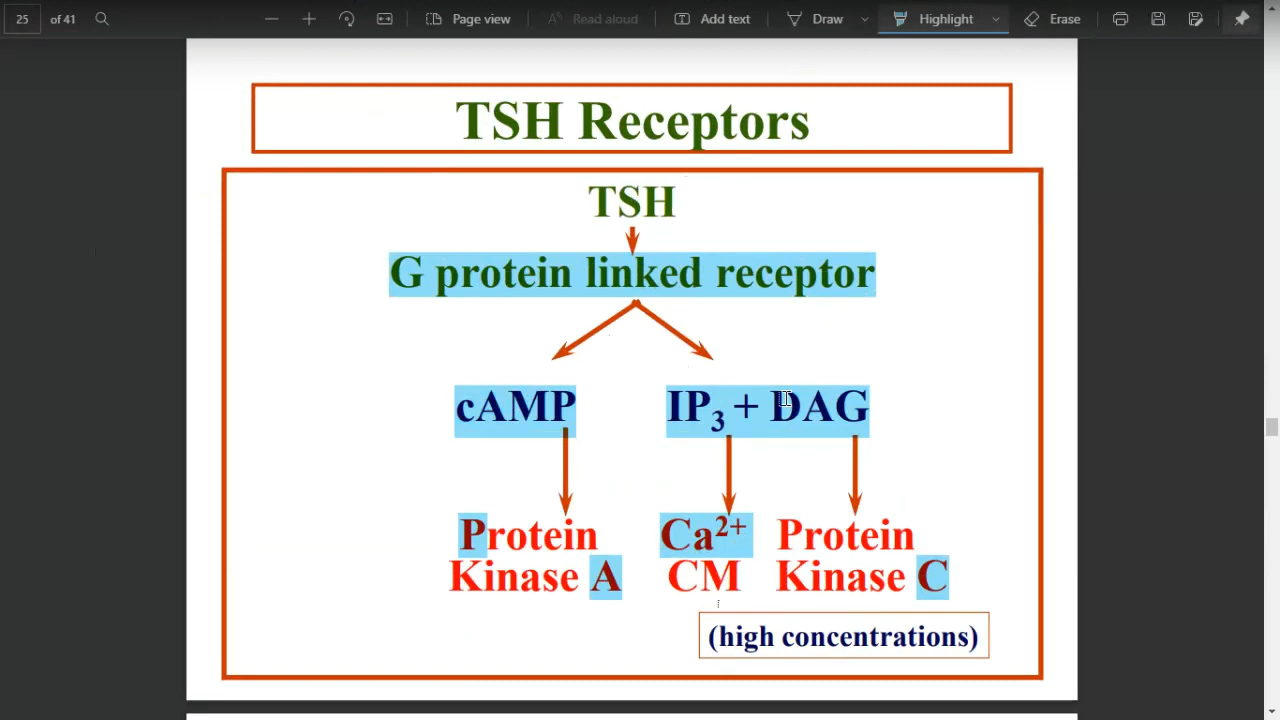 25 of 41 Page view Read aloud Add text Draw Highlight Erase
TSH Receptors
TSH
G protein linked receptor
cAMP IP₃ + DAG
Protein Ca²⁺ Protein
Kinase A CM Kinase C
(high concentrations)